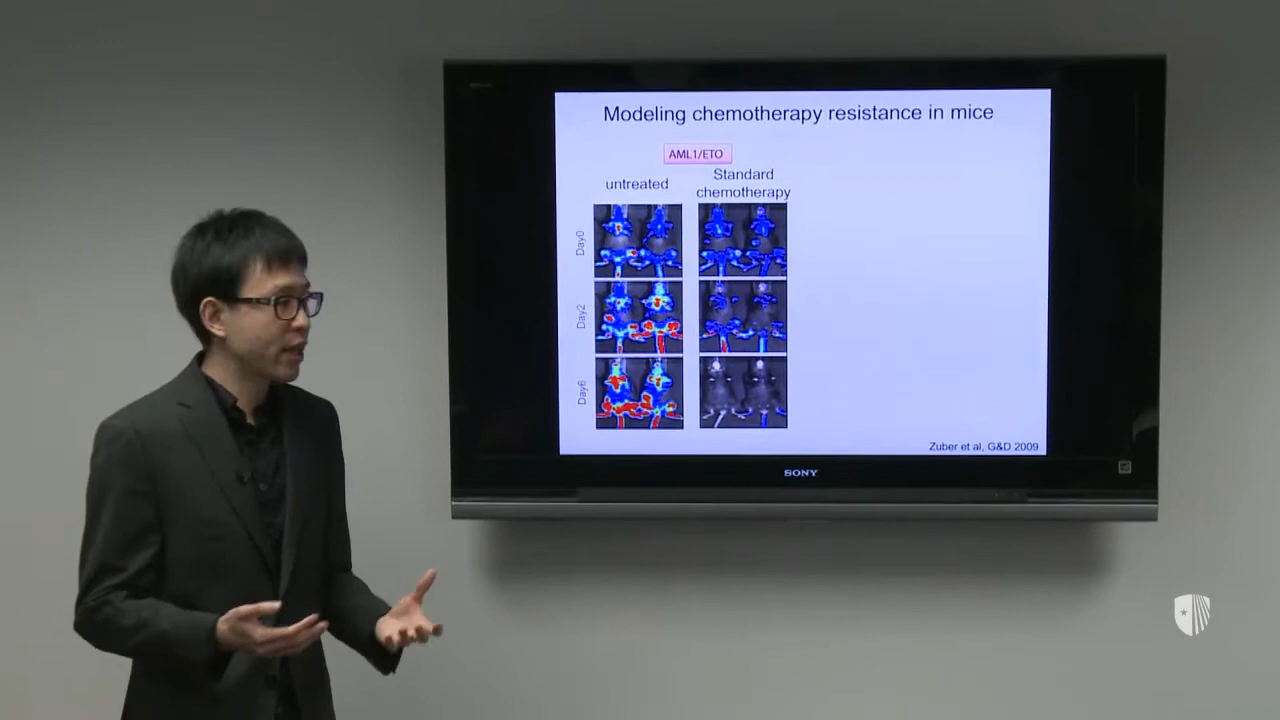 Modeling chemotherapy resistance in mice
AML1/ETO
untreated
Standard
chemotherapy
Day0
Day2
Day6
Zuber et al, G&D 2009
SONY